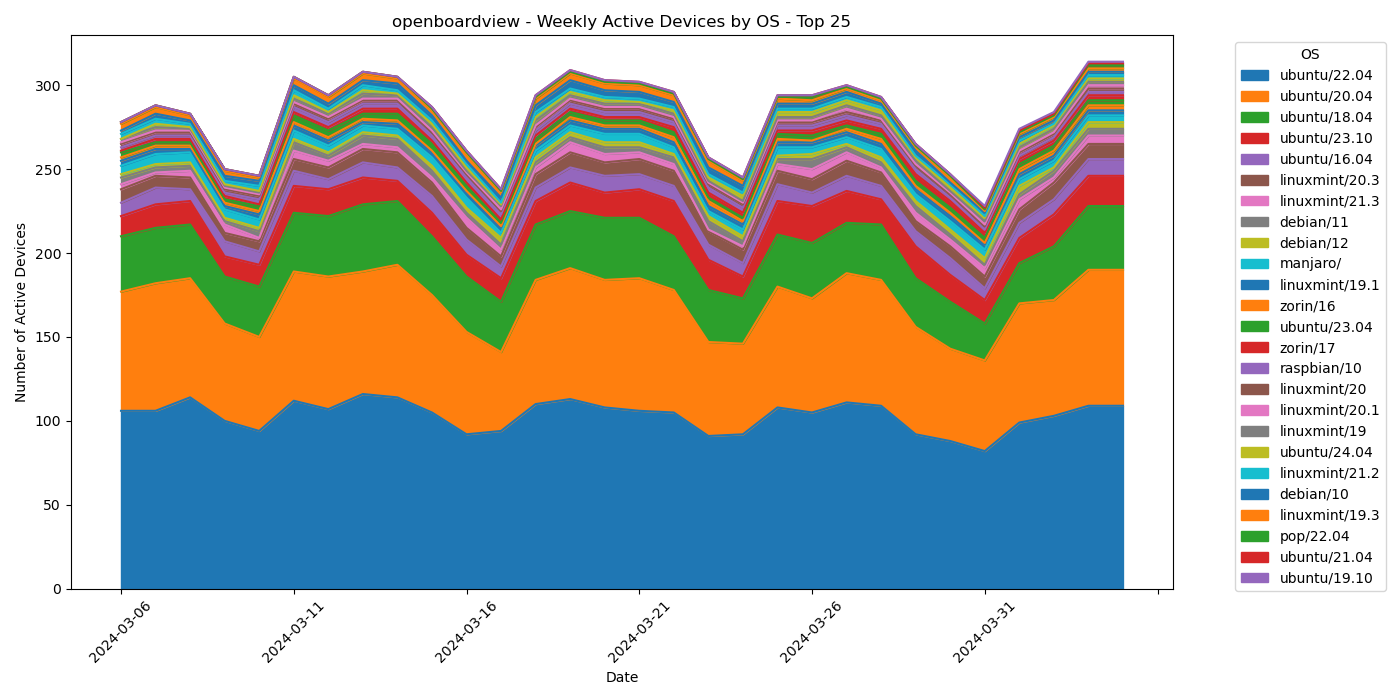 openboardview - Weekly Active Devices by OS - Top 25
Number of Active Devices
300
250
200
150
100
50
0
2024-03-06
2024-03-11
2024-03-16
2024-03-21
2024-03-26
2024-03-31
Date
OS
ubuntu/22.04
ubuntu/20.04
ubuntu/18.04
ubuntu/23.10
ubuntu/16.04
linuxmint/20.3
linuxmint/21.3
debian/11
debian/12
manjaro/
linuxmint/19.1
zorin/16
ubuntu/23.04
zorin/17
raspbian/10
linuxmint/20
linuxmint/20.1
linuxmint/19
ubuntu/24.04
linuxmint/21.2
debian/10
linuxmint/19.3
pop/22.04
ubuntu/21.04
ubuntu/19.10